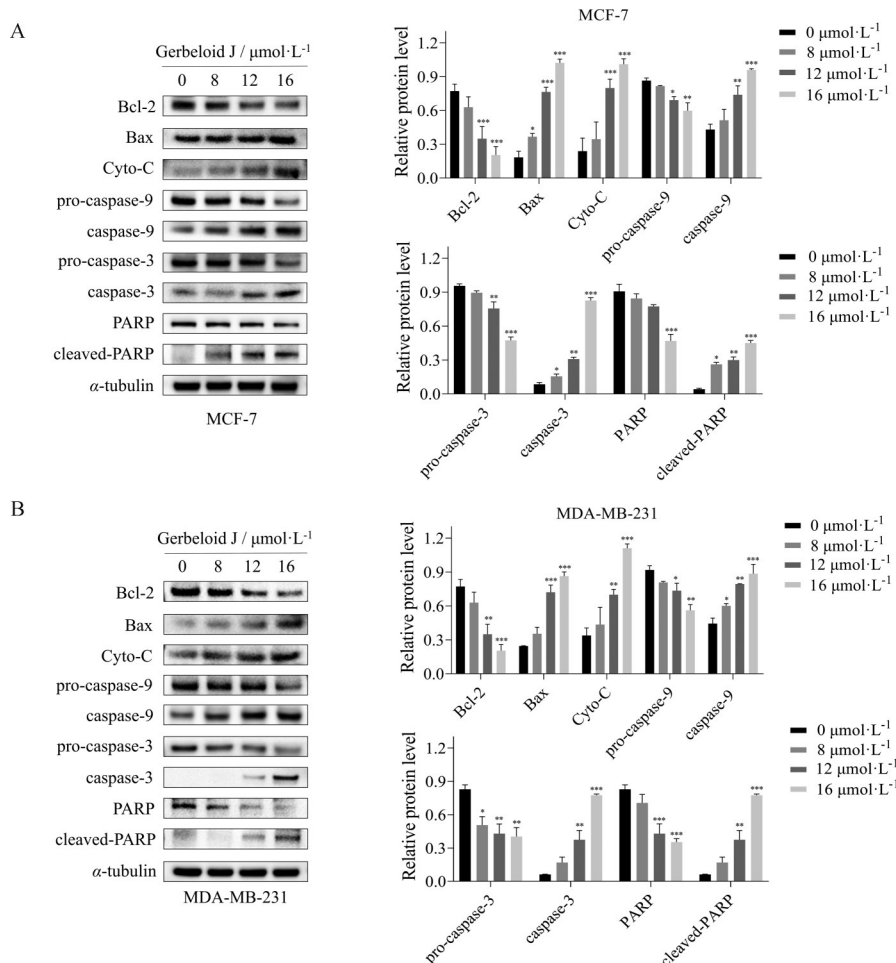 A
Gerbeloid J / μmol·L⁻¹
0 8 12 16
Bcl-2
Bax
Cyto-C
pro-caspase-9
caspase-9
pro-caspase-3
caspase-3
PARP
cleaved-PARP
α-tubulin
MCF-7
MCF-7
Relative protein level
1.2
0.9
0.6
0.3
0.0
* *** *** *** *** *** *** * ** ** ***
Bcl-2
Bax
Cyto-C
pro-caspase-9
caspase-9
0 μmol·L⁻¹
8 μmol·L⁻¹
12 μmol·L⁻¹
16 μmol·L⁻¹
Relative protein level
1.2
0.9
0.6
0.3
0.0
** *** * ** *** *** * ** ***
pro-caspase-3
caspase-3
PARP
cleaved-PARP
0 μmol·L⁻¹
8 μmol·L⁻¹
12 μmol·L⁻¹
16 μmol·L⁻¹
B
Gerbeloid J / μmol·L⁻¹
0 8 12 16
Bcl-2
Bax
Cyto-C
pro-caspase-9
caspase-9
pro-caspase-3
caspase-3
PARP
cleaved-PARP
α-tubulin
MDA-MB-231
MDA-MB-231
Relative protein level
1.2
0.9
0.6
0.3
0.0
** *** *** *** ** *** * ** * ** ***
Bcl-2
Bax
Cyto-C
pro-caspase-9
caspase-9
0 μmol·L⁻¹
8 μmol·L⁻¹
12 μmol·L⁻¹
16 μmol·L⁻¹
Relative protein level
1.2
0.9
0.6
0.3
0.0
* ** ** ** *** *** *** ** ***
pro-caspase-3
caspase-3
PARP
cleaved-PARP
0 μmol·L⁻¹
8 μmol·L⁻¹
12 μmol·L⁻¹
16 μmol·L⁻¹